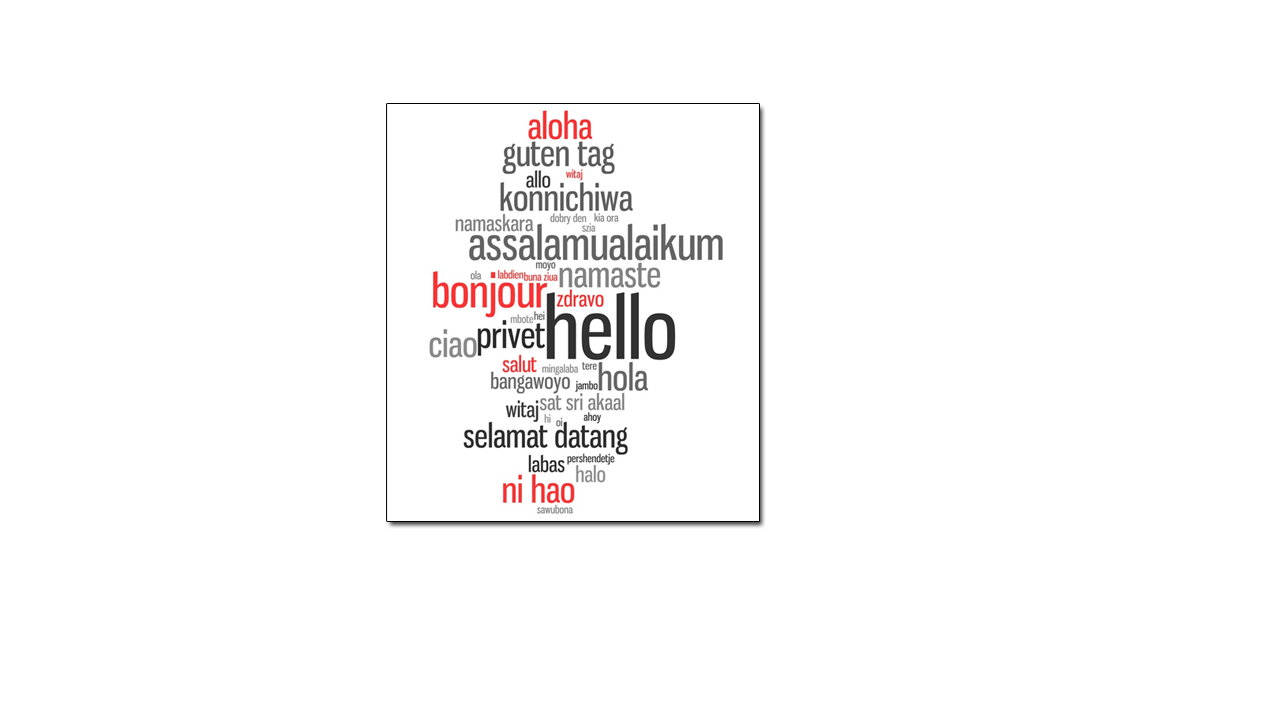 aloha
guten tag
allo witaj
konnichiwa
namaskara dobry den kia ora
szia
assalamualaikum
moyo
ola labdien buna ziua namaste
bonjour zdravo
mbote hei
ciao privet hello
salut mingalaba tere
bangawoyo jambo hola
witaj sat sri akaal
hi oi ahoy
selamat datang
labas pershendetje
halo
ni hao
sawubona